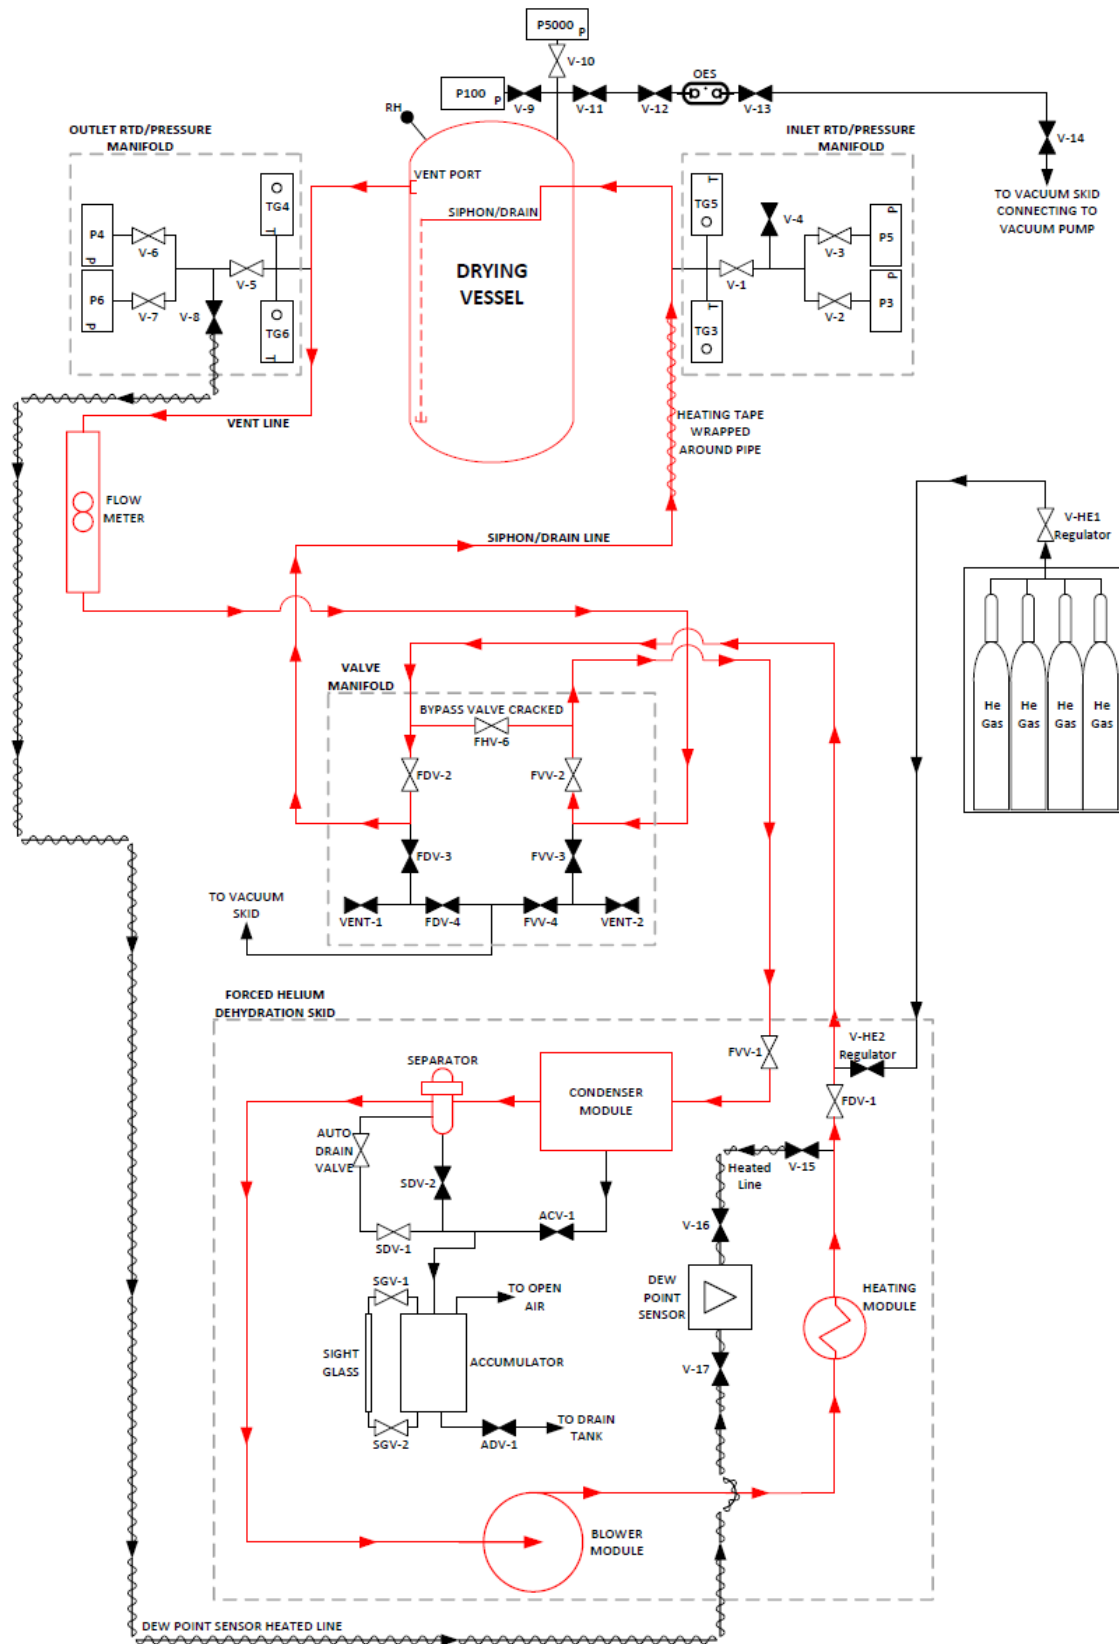 P5000 P
V-10
P100 P
V-9
V-11
V-12
OES
V-13
V-14
RH
OUTLET RTD/PRESSURE
MANIFOLD
INLET RTD/PRESSURE
MANIFOLD
TO VACUUM SKID
CONNECTING TO
VACUUM PUMP
VENT PORT
SIPHON/DRAIN
DRYING
VESSEL
TG4
T
P4
P
V-6
V-5
P6
P
V-7
V-8
TG6
T
T
TG5
V-4
P
P5
V-3
V-1
T
TG3
V-2
P
P3
VENT LINE
HEATING TAPE
WRAPPED
AROUND PIPE
FLOW
METER
SIPHON/DRAIN LINE
V-HE1
Regulator
He
Gas
He
Gas
He
Gas
He
Gas
VALVE
MANIFOLD
BYPASS VALVE CRACKED
FHV-6
FDV-2
FVV-2
FDV-3
FVV-3
TO VACUUM
SKID
VENT-1
FDV-4
FVV-4
VENT-2
FORCED HELIUM
DEHYDRATION SKID
FVV-1
V-HE2
Regulator
SEPARATOR
CONDENSER
MODULE
FDV-1
AUTO
DRAIN
VALVE
SDV-2
Heated
Line
V-15
SDV-1
ACV-1
V-16
SGV-1
TO OPEN
AIR
DEW
POINT
SENSOR
HEATING
MODULE
SIGHT
GLASS
ACCUMULATOR
V-17
SGV-2
ADV-1
TO DRAIN
TANK
BLOWER
MODULE
DEW POINT SENSOR HEATED LINE